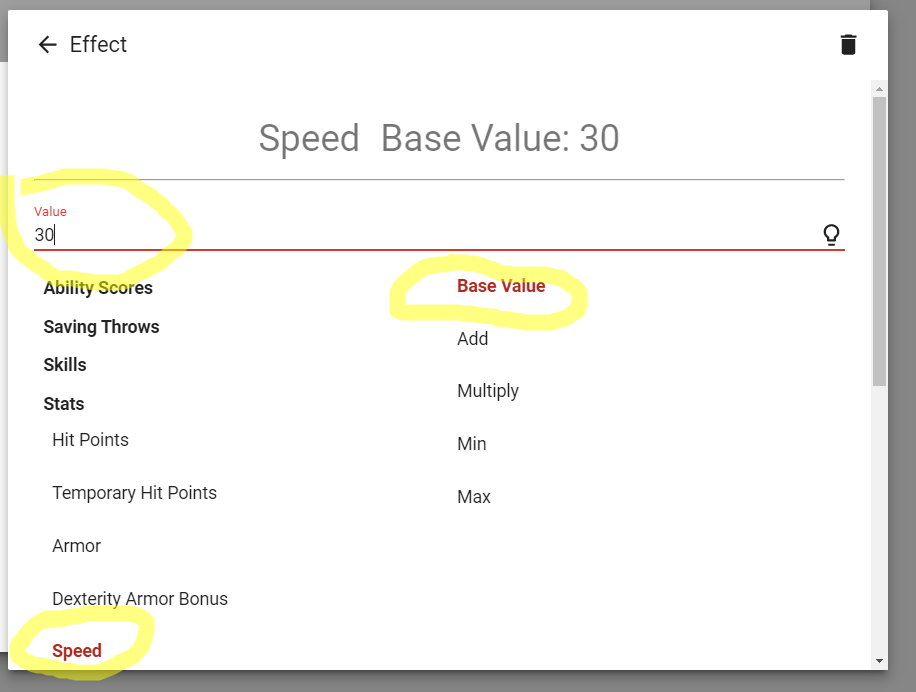 Effect
Speed Base Value: 30
Value
30
Ability Scores
Saving Throws
Skills
Stats
Hit Points
Temporary Hit Points
Armor
Dexterity Armor Bonus
Speed
Base Value
Add
Multiply
Min
Max